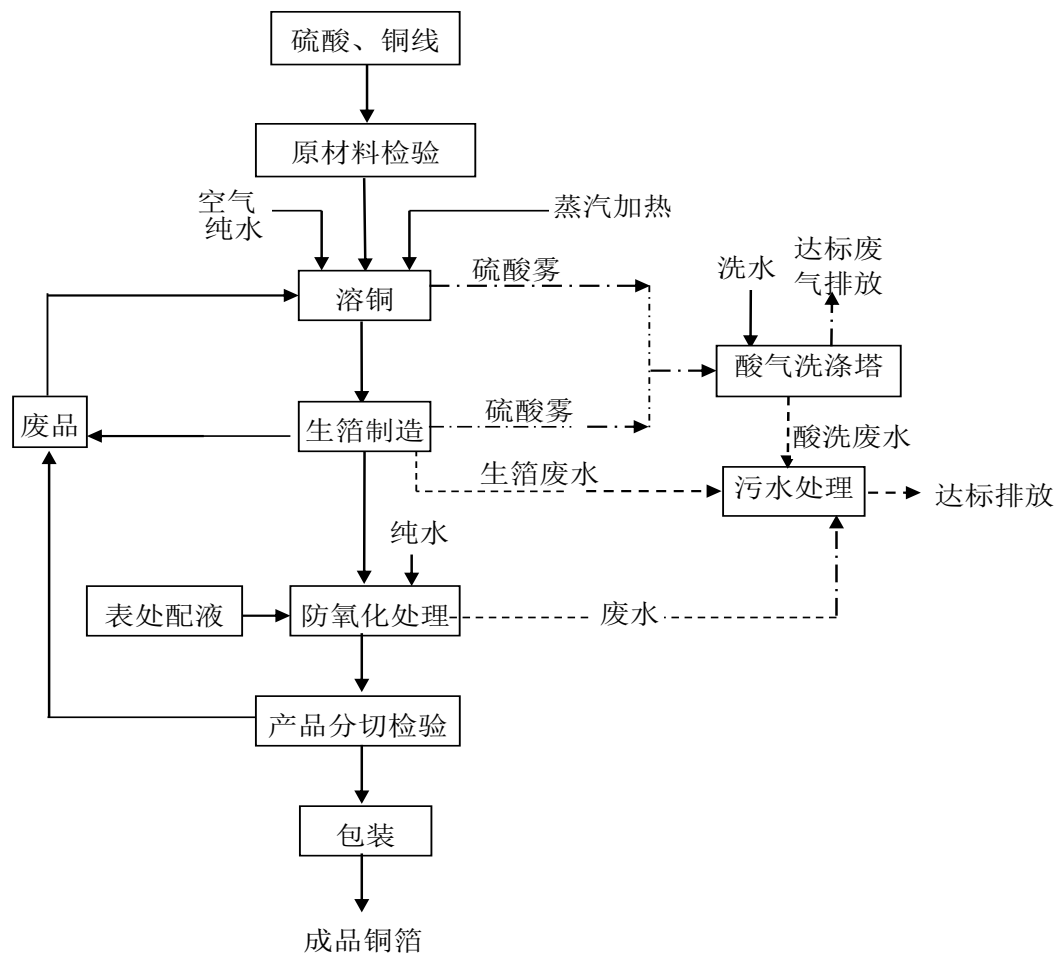 硫酸、铜线
原材料检验
空气
纯水
蒸汽加热
溶铜
硫酸雾
洗水
达标废
气排放
酸气洗涤塔
废品
生箔制造
硫酸雾
酸洗废水
生箔废水
污水处理
达标排放
纯水
表处配液
防氧化处理
废水
产品分切检验
包装
成品铜箔